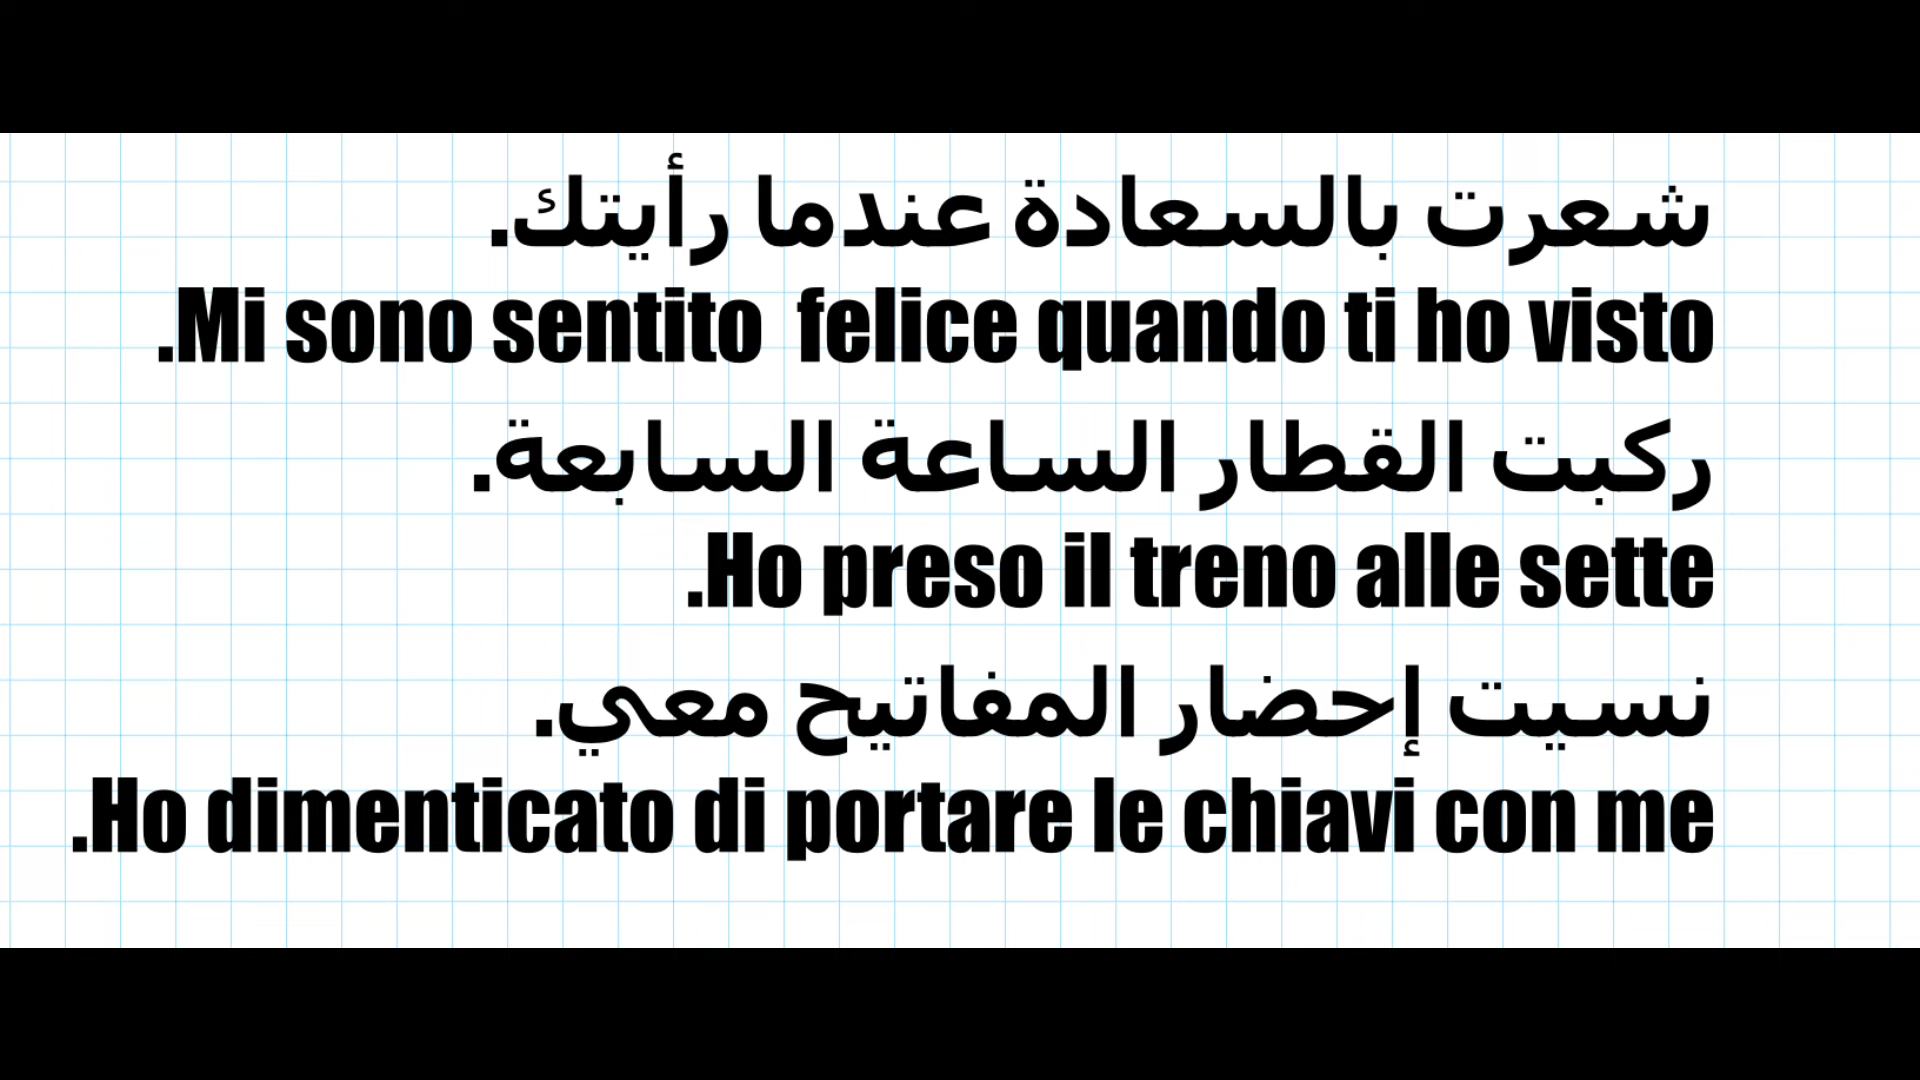 شعرت بالسعادة عندما رأيتك.
.Mi sono sentito  felice quando ti ho visto
ركبت القطار الساعة السابعة.
.Ho preso il treno alle sette
نسيت إحضار المفاتيح معي.
.Ho dimenticato di portare le chiavi con me